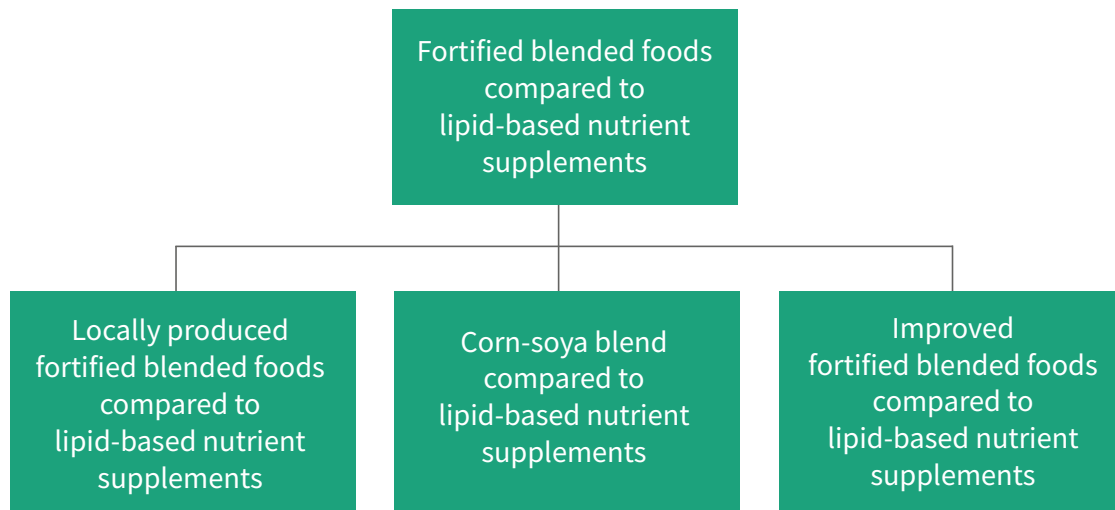 Fortified blended foods
compared to
lipid-based nutrient
supplements
Locally produced
fortified blended foods
compared to
lipid-based nutrient
supplements
Corn-soya blend
compared to
lipid-based nutrient
supplements
Improved
fortified blended foods
compared to
lipid-based nutrient
supplements